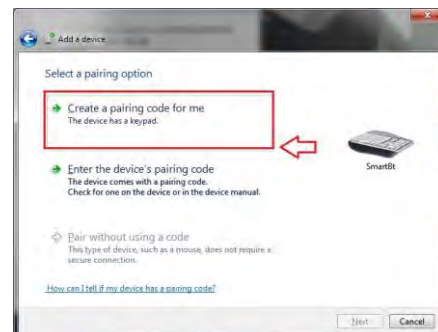 Add a device
Select a pairing option
Create a pairing code for me
The device has a keypad.
SmartBt
Enter the device's pairing code
The device comes with a pairing code.
Check for one on the device or in the device manual.
Pair without using a code
This type of device, such as a mouse, does not require a
secure connection.
How can I tell if my device has a pairing code?
Next
Cancel